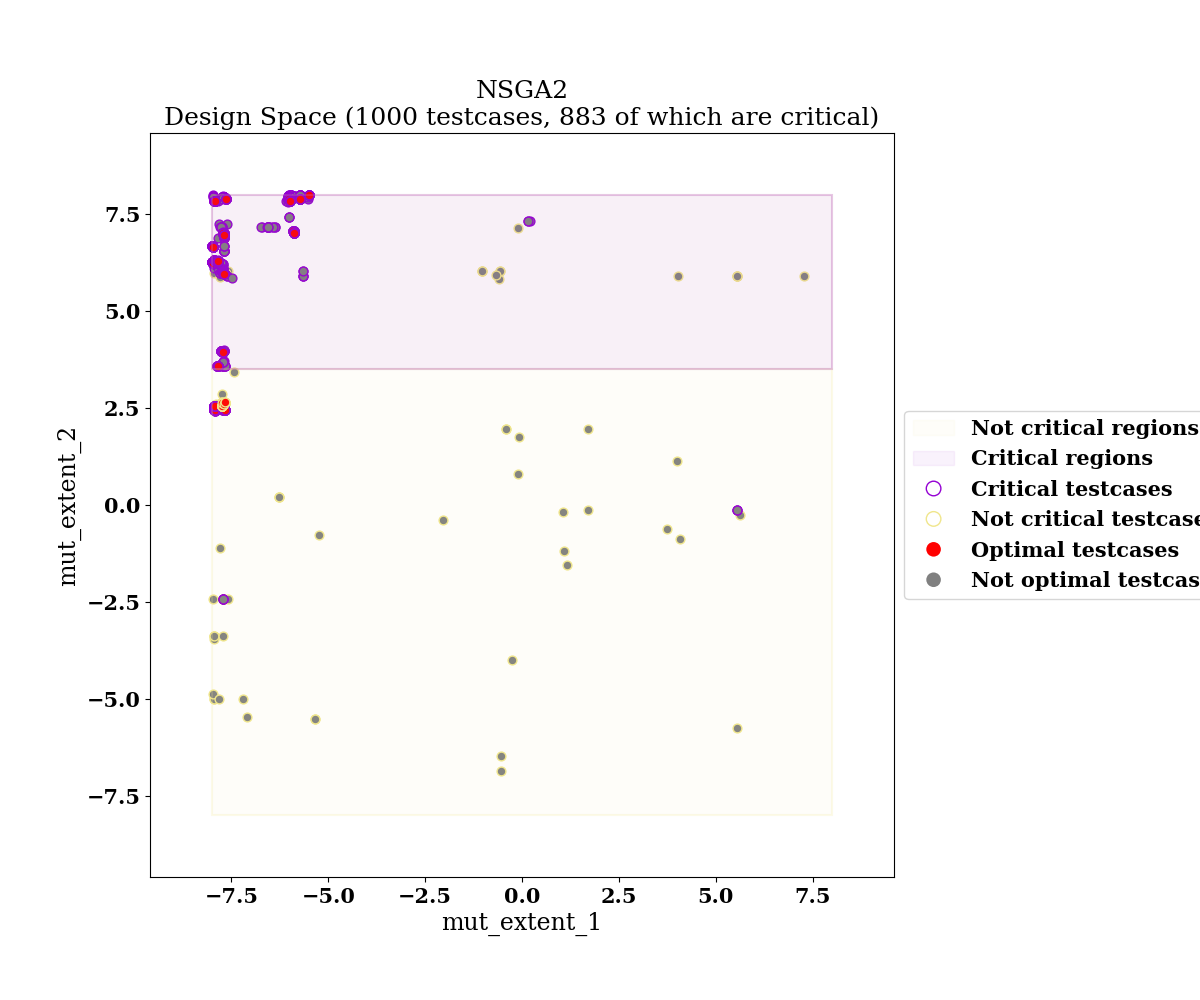 NSGA2
Design Space (1000 testcases, 883 of which are critical)
7.5
5.0
2.5
0.0
−2.5
−5.0
−7.5
mut_extent_2
−7.5
−5.0
−2.5
0.0
2.5
5.0
7.5
mut_extent_1
Not critical regions
Critical regions
Critical testcases
Not critical testcase
Optimal testcases
Not optimal testcas